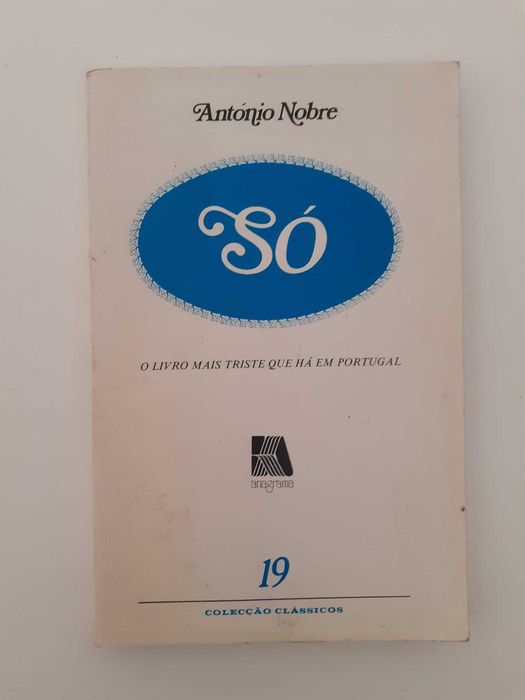 António Nobre
Só
O LIVRO MAIS TRISTE QUE HÁ EM PORTUGAL
anagrama
19
COLECÇÃO CLÁSSICOS